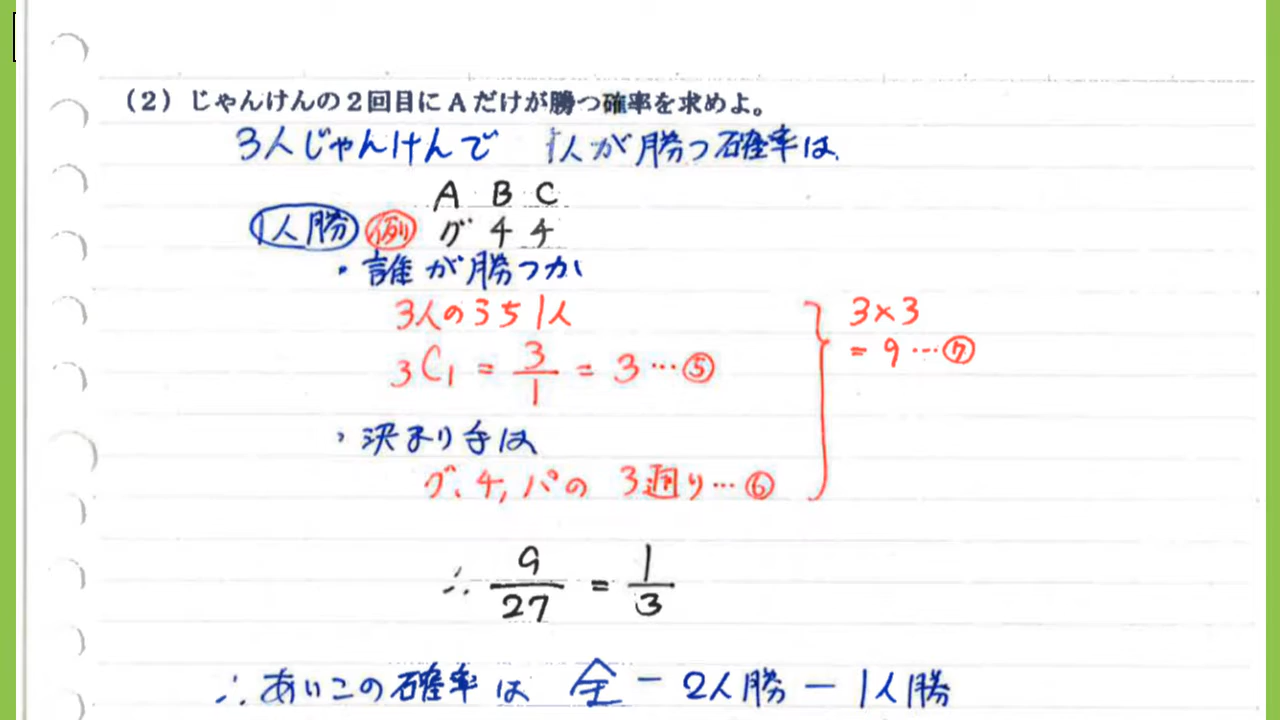 (2) じゃんけんの2回目にAだけが勝つ確率を求めよ。
3人じゃんけんで 1人が勝つ確率は
A B C
1人勝 例 グ チ チ
・誰が勝つか
3人のうち1人
3C1 = 3/1 = 3 … ⑤
3×3
= 9 … ⑦
・決まり手は
グ、チ、パの 3通り … ⑥
∴ 9/27 = 1/3
∴ あいこの確率は 全 − 2人勝 − 1人勝